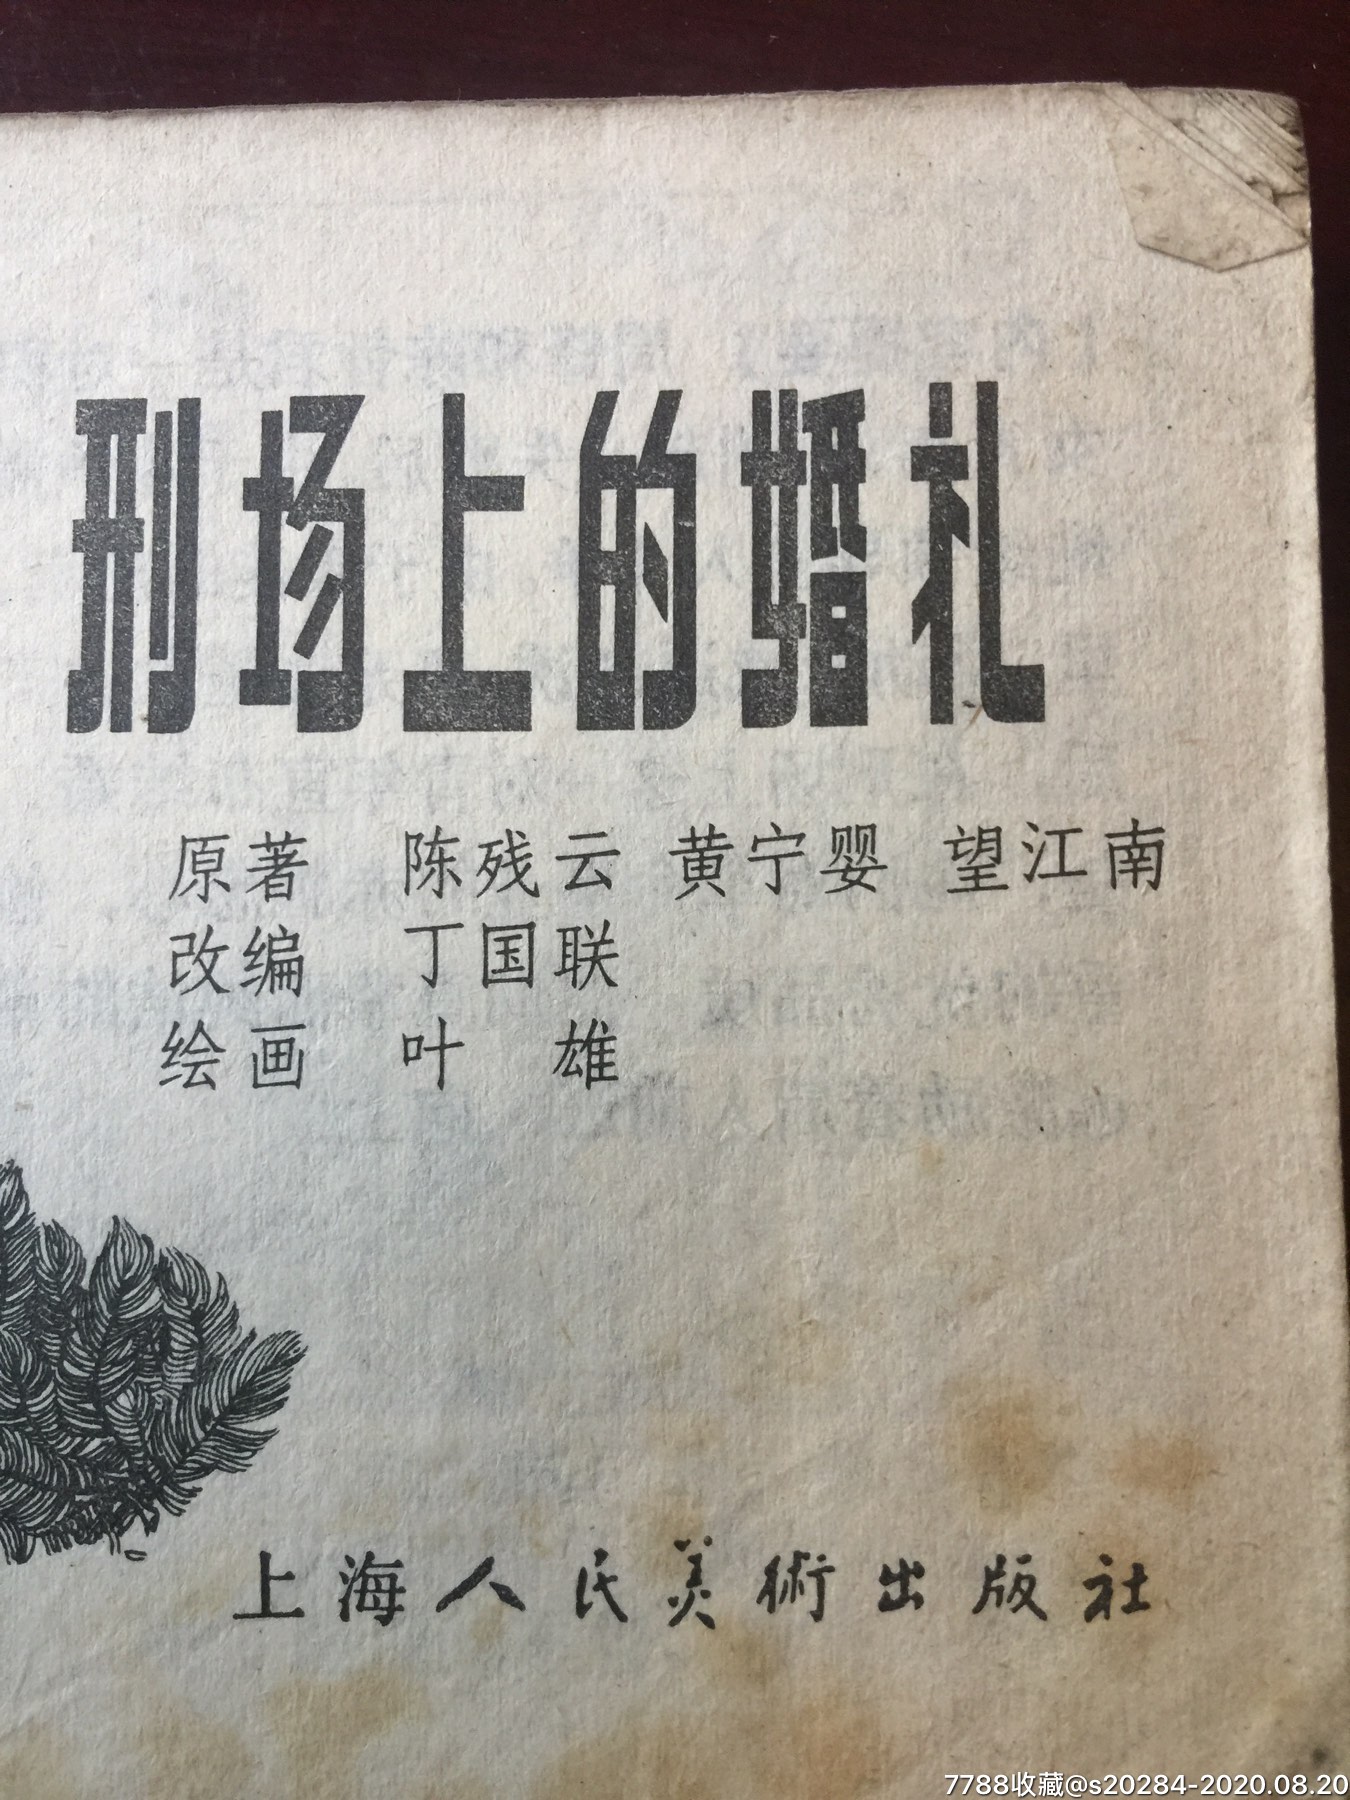 刑场上的婚礼
原著 陈残云 黄宁婴 望江南
改编 丁国联
绘画 叶 雄
上海人民美術出版社
7788收藏@s20284-2020.08.20